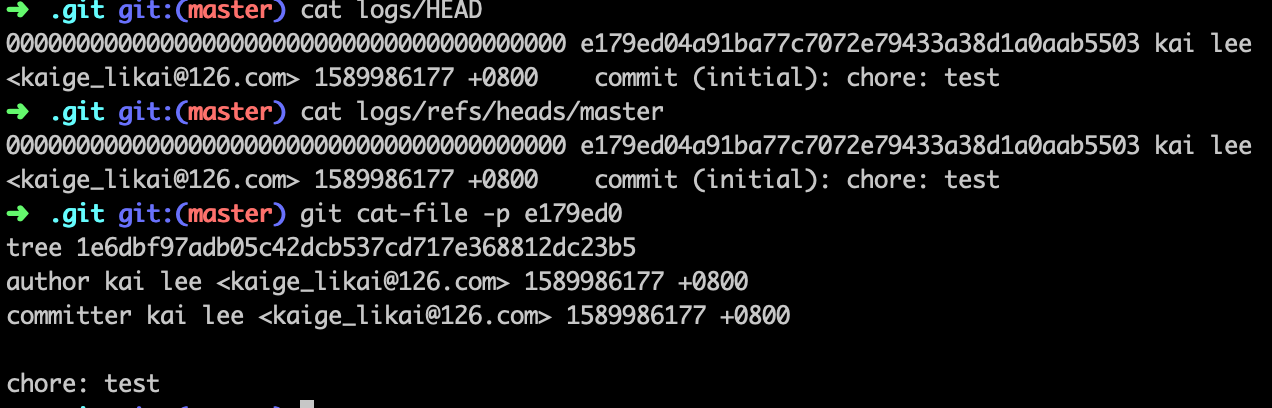 ➜ .git git:(master) cat logs/HEAD
0000000000000000000000000000000000000000 e179ed04a91ba77c7072e79433a38d1a0aab5503 kai lee
<kaige_likai@126.com> 1589986177 +0800    commit (initial): chore: test
➜ .git git:(master) cat logs/refs/heads/master
0000000000000000000000000000000000000000 e179ed04a91ba77c7072e79433a38d1a0aab5503 kai lee
<kaige_likai@126.com> 1589986177 +0800    commit (initial): chore: test
➜ .git git:(master) git cat-file -p e179ed0
tree 1e6dbf97adb05c42dcb537cd717e368812dc23b5
author kai lee <kaige_likai@126.com> 1589986177 +0800
committer kai lee <kaige_likai@126.com> 1589986177 +0800

chore: test